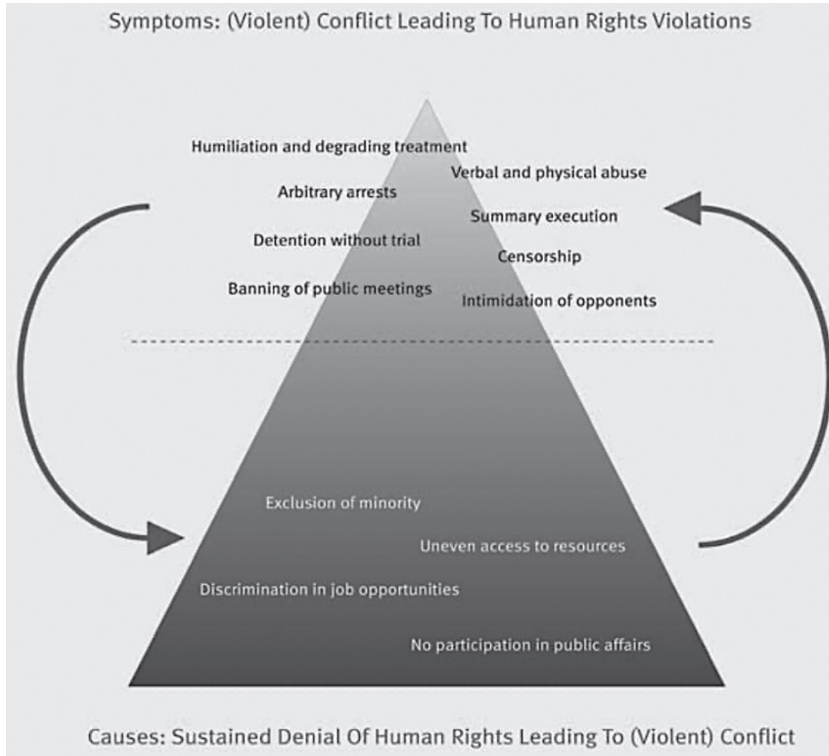 Symptoms: (Violent) Conflict Leading To Human Rights Violations
Humiliation and degrading treatment
Verbal and physical abuse
Arbitrary arrests
Summary execution
Detention without trial
Censorship
Banning of public meetings
Intimidation of opponents
Exclusion of minority
Uneven access to resources
Discrimination in job opportunities
No participation in public affairs
Causes: Sustained Denial Of Human Rights Leading To (Violent) Conflict